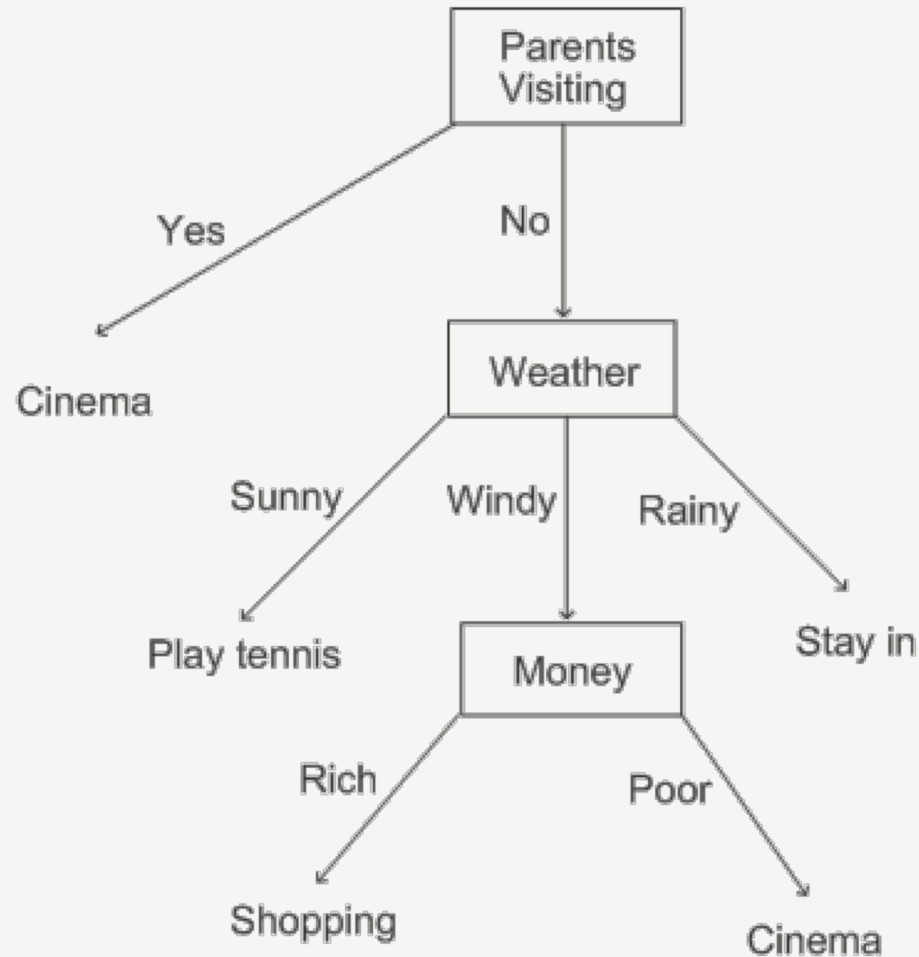 Parents
Visiting
Yes
No
Cinema
Weather
Sunny
Windy
Rainy
Play tennis
Money
Stay in
Rich
Poor
Shopping
Cinema